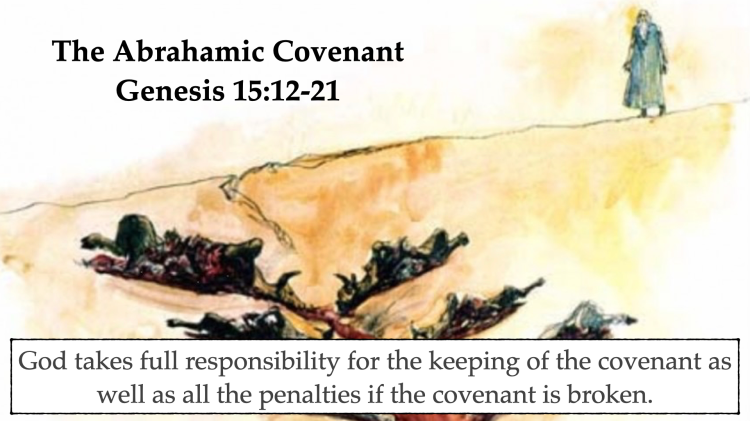 The Abrahamic Covenant
Genesis 15:12-21
God takes full responsibility for the keeping of the covenant as
well as all the penalties if the covenant is broken.